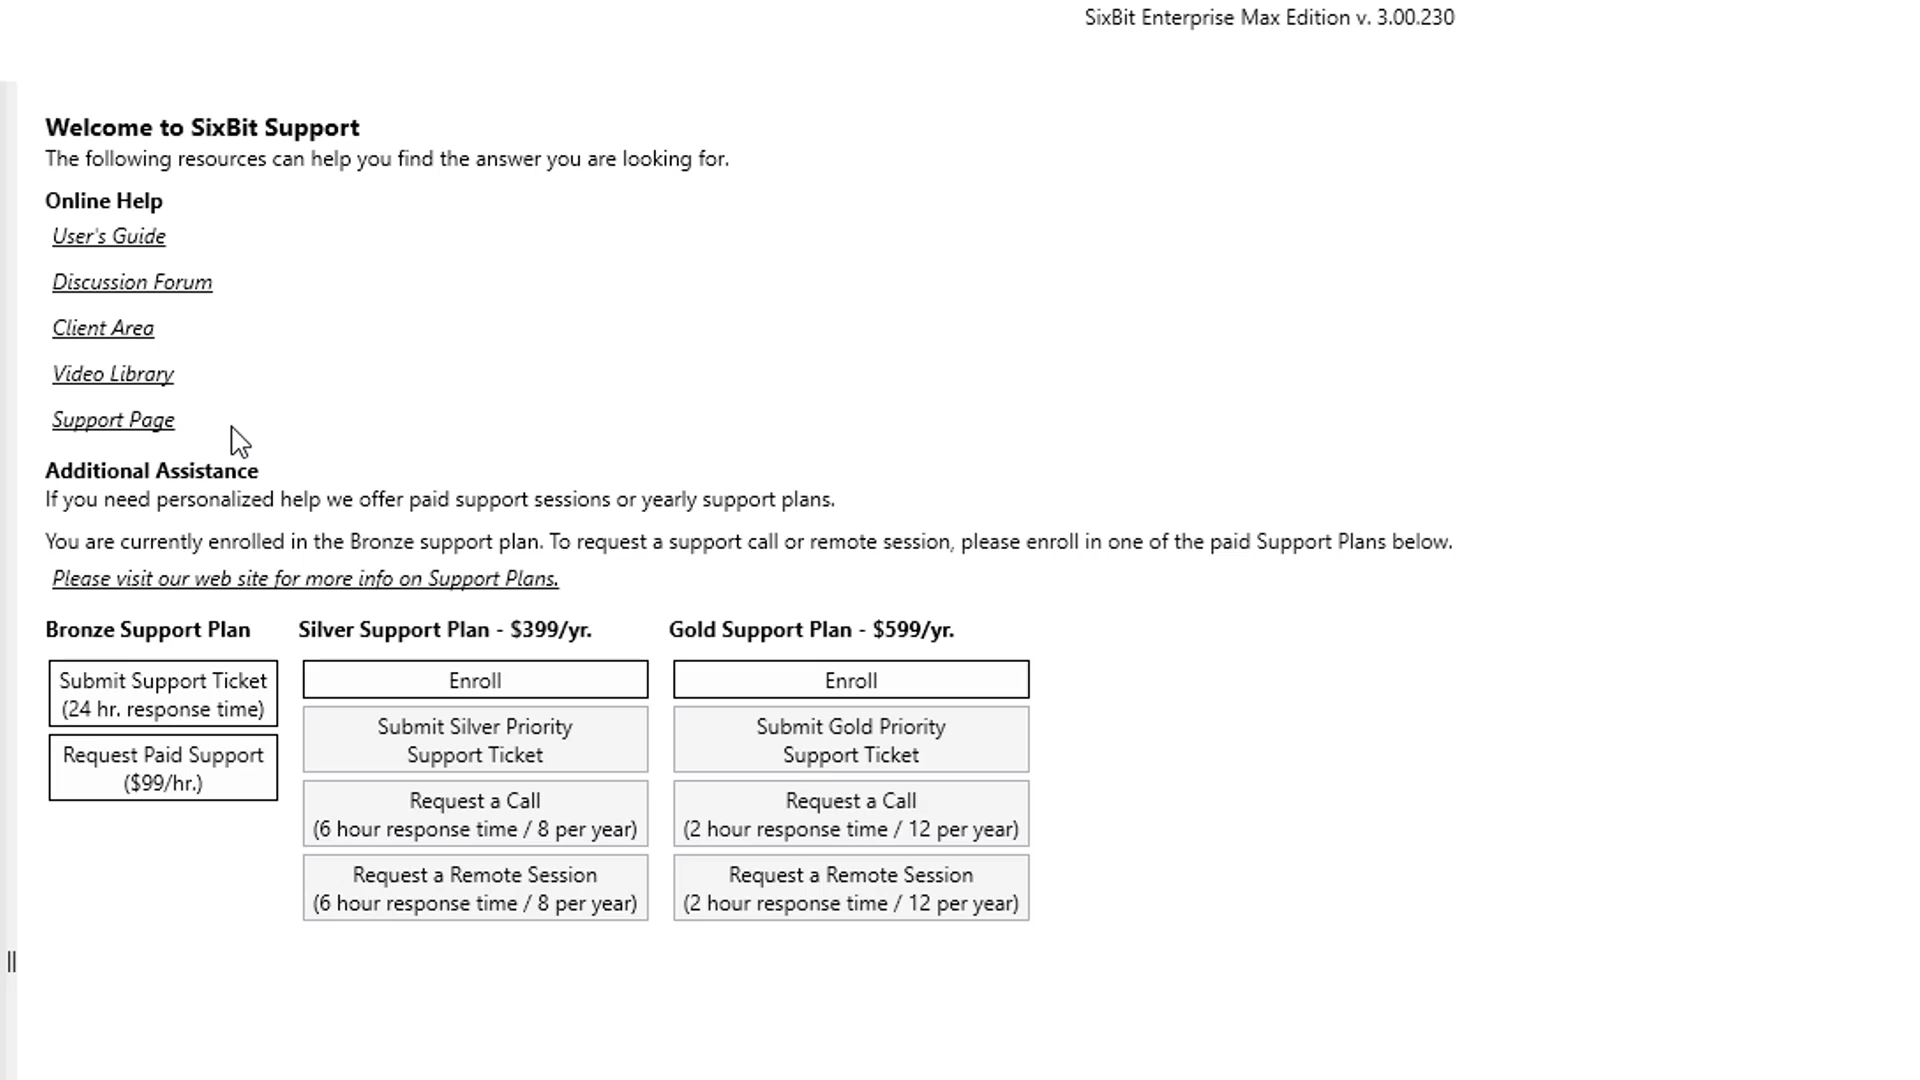 SixBit Enterprise Max Edition v. 3.00.230
Welcome to SixBit Support
The following resources can help you find the answer you are looking for.
Online Help
User's Guide
Discussion Forum
Client Area
Video Library
Support Page
Additional Assistance
If you need personalized help we offer paid support sessions or yearly support plans.
You are currently enrolled in the Bronze support plan. To request a support call or remote session, please enroll in one of the paid Support Plans below.
Please visit our web site for more info on Support Plans.
Bronze Support Plan
Submit Support Ticket
(24 hr. response time)
Request Paid Support
($99/hr.)
Silver Support Plan - $399/yr.
Enroll
Submit Silver Priority
Support Ticket
Request a Call
(6 hour response time / 8 per year)
Request a Remote Session
(6 hour response time / 8 per year)
Gold Support Plan - $599/yr.
Enroll
Submit Gold Priority
Support Ticket
Request a Call
(2 hour response time / 12 per year)
Request a Remote Session
(2 hour response time / 12 per year)